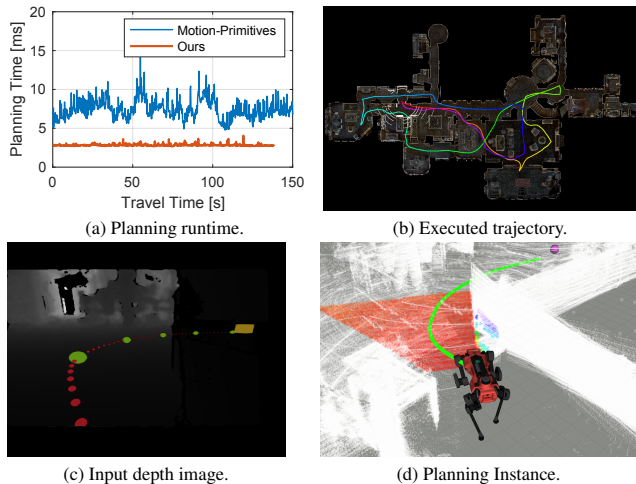 20
15
10
5
0
Planning Time [ms]
Motion-Primitives
Ours
0 50 100 150
Travel Time [s]
(a) Planning runtime.
(b) Executed trajectory.
(c) Input depth image.
(d) Planning Instance.